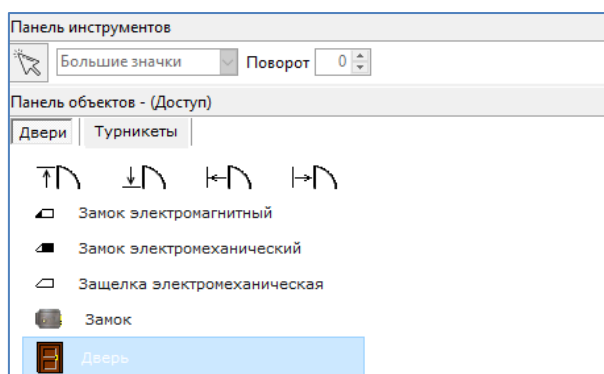 Панель инструментов
Большие значки Поворот 0
Панель объектов - (Доступ)
Двери Турникеты
Замок электромагнитный
Замок электромеханический
Защелка электромеханическая
Замок
Дверь